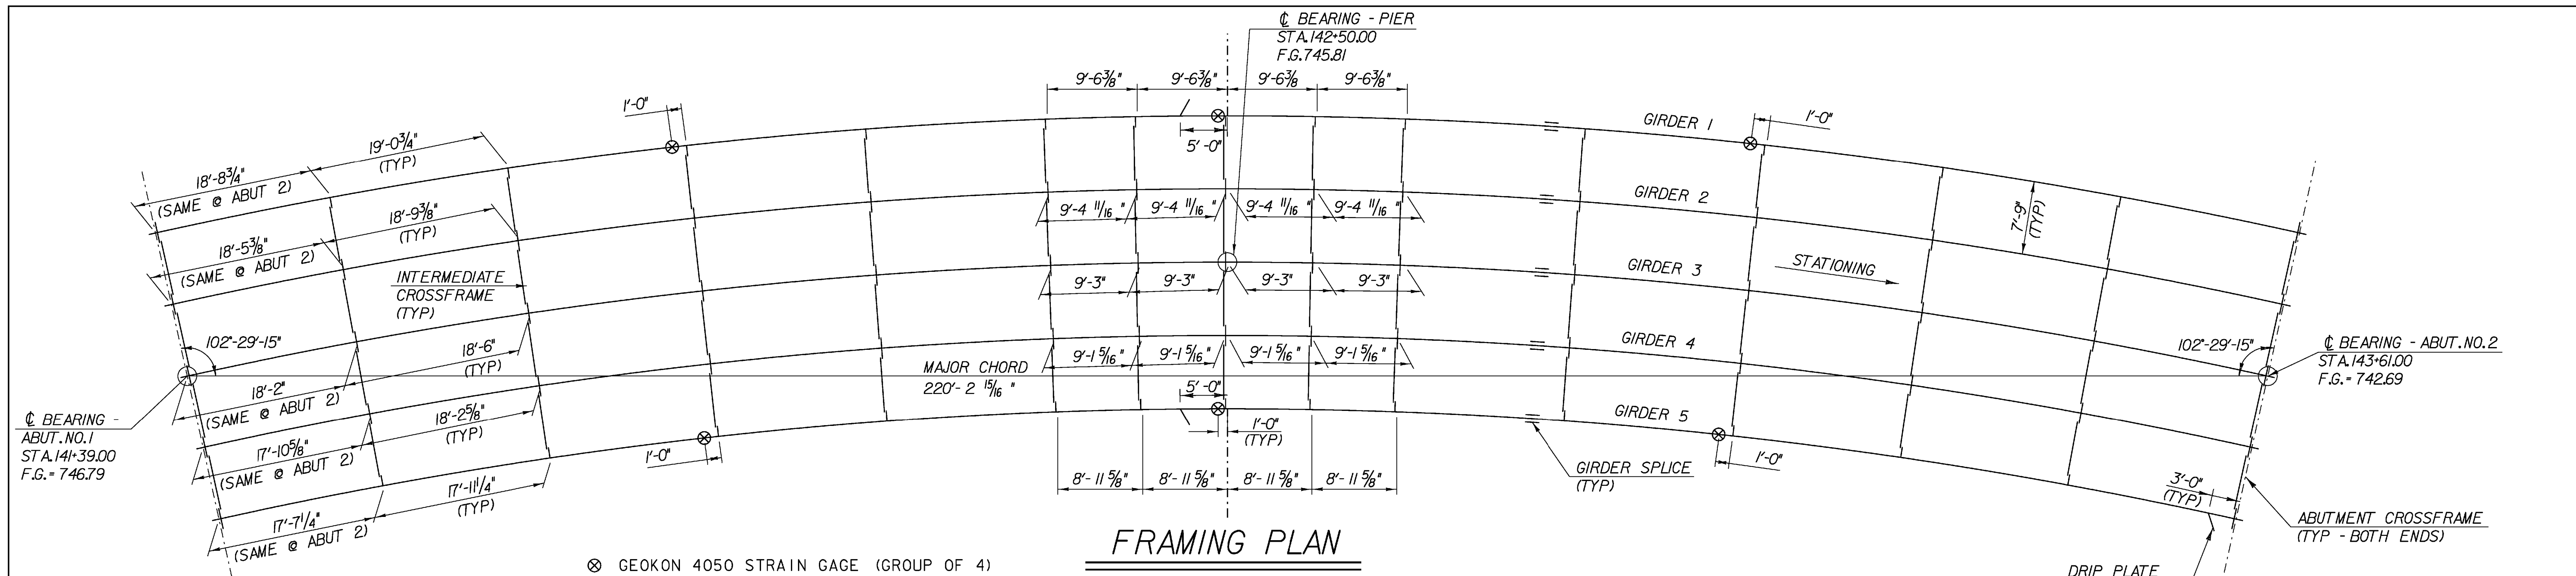 ℄ BEARING - PIER
STA.142+50.00
F.G.745.81
9'-6⅜"
9'-6⅜"
9'-6⅜
9'-6⅜"
1'-0"
5'-0"
GIRDER 1
1'-0"
19'-0¾"
(TYP)
18'-8¾"
(SAME @ ABUT 2)
18'-9⅜"
(TYP)
18'-5⅜"
(SAME @ ABUT 2)
GIRDER 2
9'-4 11/16 "
9'-4 11/16 "
9'-4 11/16 "
9'-4 11/16 "
7'-9"
(TYP)
INTERMEDIATE
CROSSFRAME
(TYP)
GIRDER 3
STATIONING
9'-3"
9'-3"
9'-3"
9'-3"
102°-29'-15"
18'-6"
(TYP)
18'-2"
(SAME @ ABUT 2)
GIRDER 4
9'-1 5/16 "
9'-1 5/16 "
9'-1 5/16 "
9'-1 5/16 "
MAJOR CHORD
220'- 2 15/16 "
102°-29'-15"
℄ BEARING - ABUT.NO.2
STA.143+61.00
F.G.= 742.69
℄ BEARING -
ABUT.NO.1
STA.141+39.00
F.G.= 746.79
18'-2⅝"
(TYP)
17'-10⅝"
(SAME @ ABUT 2)
5'-0"
GIRDER 5
1'-0"
(TYP)
1'-0"
1'-0"
17'-11¼"
(TYP)
17'-7¼"
(SAME @ ABUT 2)
8'- 11 ⅝"
8'- 11 ⅝"
8'- 11 ⅝"
8'- 11 ⅝"
GIRDER SPLICE
(TYP)
3'-0"
(TYP)
ABUTMENT CROSSFRAME
(TYP - BOTH ENDS)
FRAMING PLAN
⊗ GEOKON 4050 STRAIN GAGE (GROUP OF 4)
DRIP PLATE